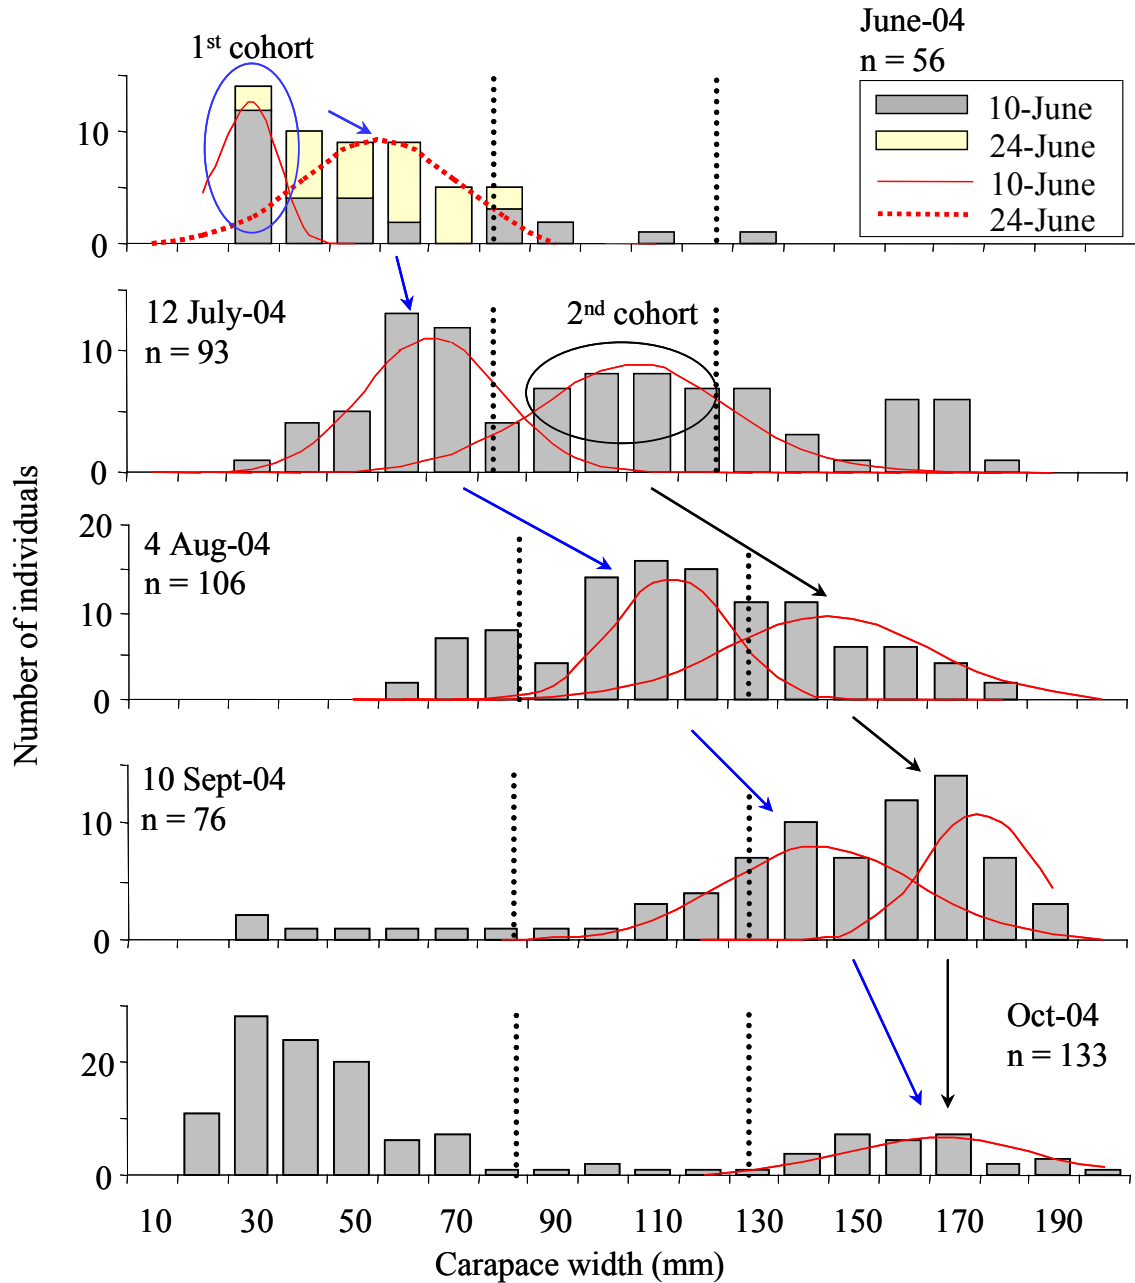 June-04
n = 56
1st cohort
10-June
24-June
10-June
24-June
10
0
12 July-04
n = 93
2nd cohort
10
0
Number of individuals
20
4 Aug-04
n = 106
10
0
10 Sept-04
n = 76
10
0
Oct-04
n = 133
20
0
10 30 50 70 90 110 130 150 170 190
Carapace width (mm)